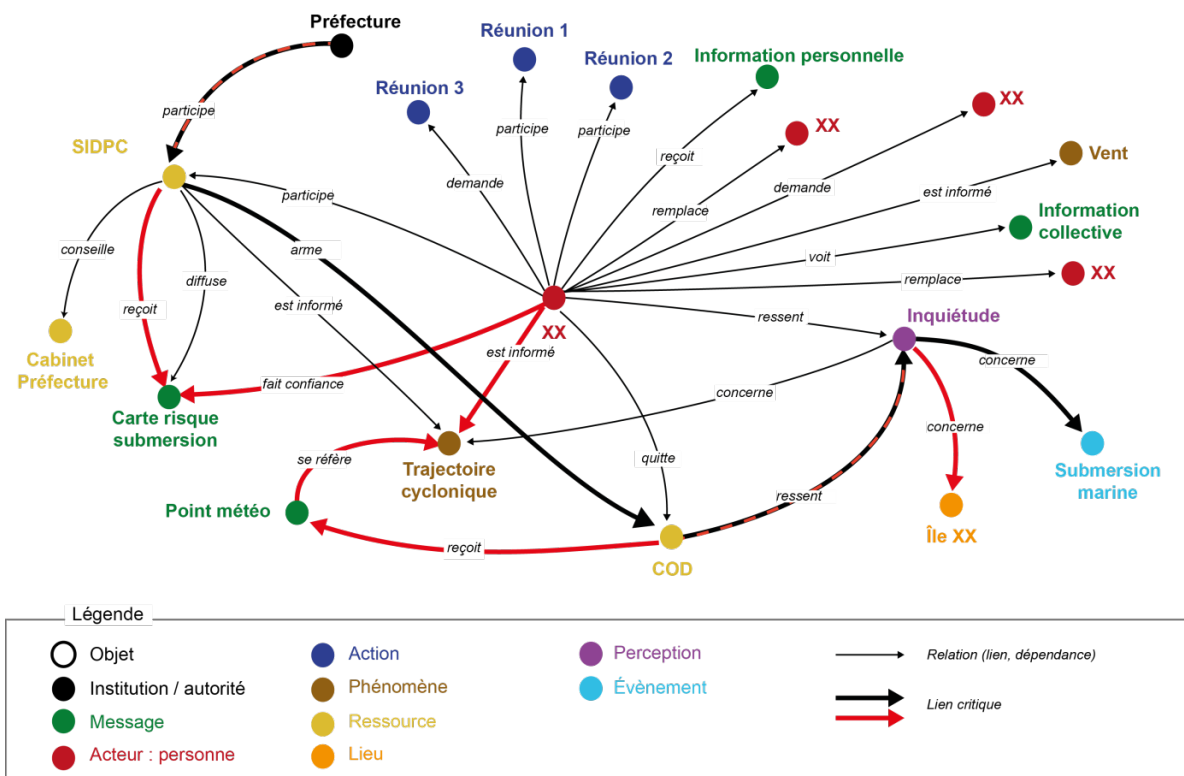 Préfecture
Réunion 1
Réunion 2
Information personnelle
Réunion 3
XX
XX
participe
participe
participe
SIDPC
Vent
reçoit
demande
remplace
demande
est informé
participe
Information
collective
conseille
arme
voit
diffuse
XX
remplace
reçoit
est informé
ressent
XX
Inquiétude
est informé
Cabinet
Préfecture
concerne
fait confiance
concerne
Carte risque
submersion
concerne
se réfère
quitte
Trajectoire
cyclonique
Submersion
marine
ressent
Point météo
Île XX
reçoit
COD
Légende
Objet
Action
Perception
Relation (lien, dépendance)
Institution / autorité
Phénomène
Évènement
Lien critique
Message
Ressource
Acteur : personne
Lieu